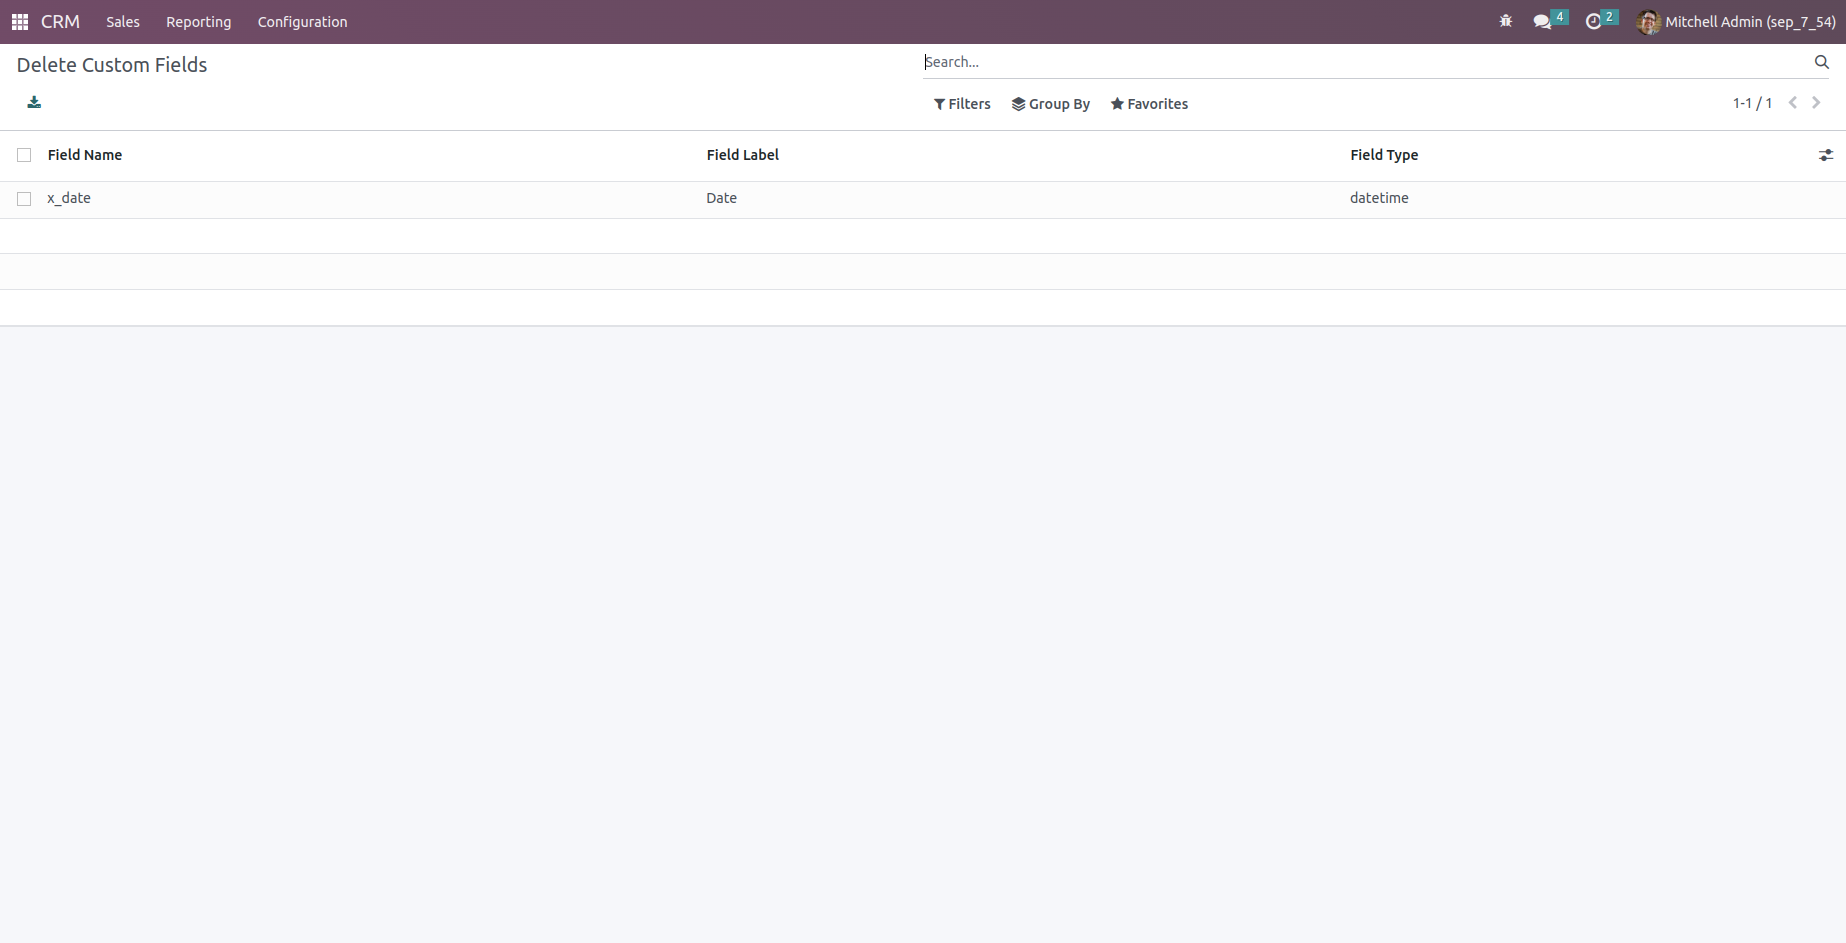 CRM Sales Reporting Configuration 4 2 Mitchell Admin (sep_7_54)
Delete Custom Fields Search...
Filters Group By Favorites 1-1 / 1
Field Name Field Label Field Type
x_date Date datetime